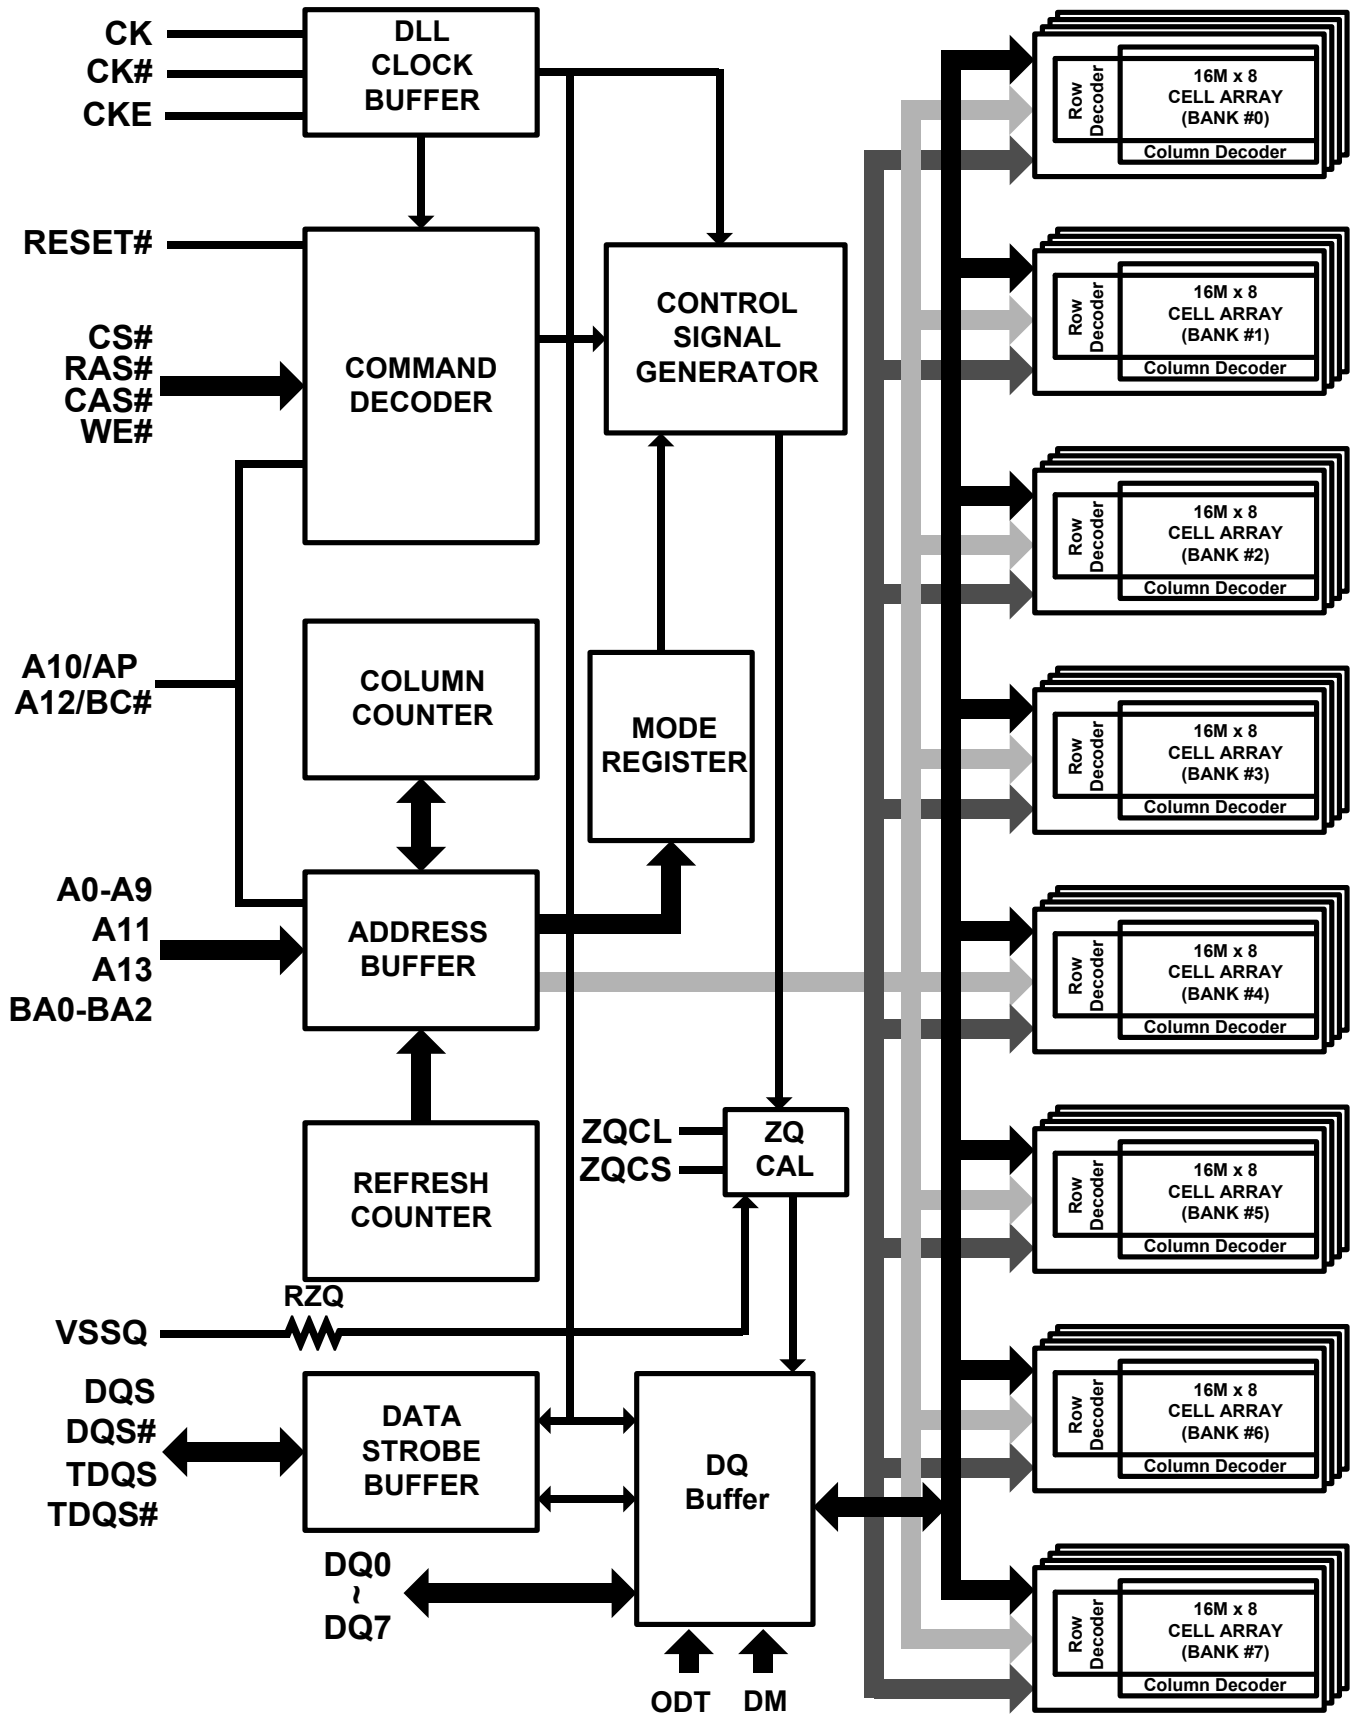 CK
CK#
CKE
DLL
CLOCK
BUFFER
RESET#
CS#
RAS#
CAS#
WE#
COMMAND
DECODER
CONTROL
SIGNAL
GENERATOR
A10/AP
A12/BC#
COLUMN
COUNTER
MODE
REGISTER
A0-A9
A11
A13
BA0-BA2
ADDRESS
BUFFER
REFRESH
COUNTER
ZQCL
ZQCS
ZQ
CAL
RZQ
VSSQ
DQS
DQS#
TDQS
TDQS#
DATA
STROBE
BUFFER
DQ
Buffer
DQ0
~
DQ7
ODT
DM
Row
Decoder
16M x 8
CELL ARRAY
(BANK #0)
Column Decoder
Row
Decoder
16M x 8
CELL ARRAY
(BANK #1)
Column Decoder
Row
Decoder
16M x 8
CELL ARRAY
(BANK #2)
Column Decoder
Row
Decoder
16M x 8
CELL ARRAY
(BANK #3)
Column Decoder
Row
Decoder
16M x 8
CELL ARRAY
(BANK #4)
Column Decoder
Row
Decoder
16M x 8
CELL ARRAY
(BANK #5)
Column Decoder
Row
Decoder
16M x 8
CELL ARRAY
(BANK #6)
Column Decoder
Row
Decoder
16M x 8
CELL ARRAY
(BANK #7)
Column Decoder